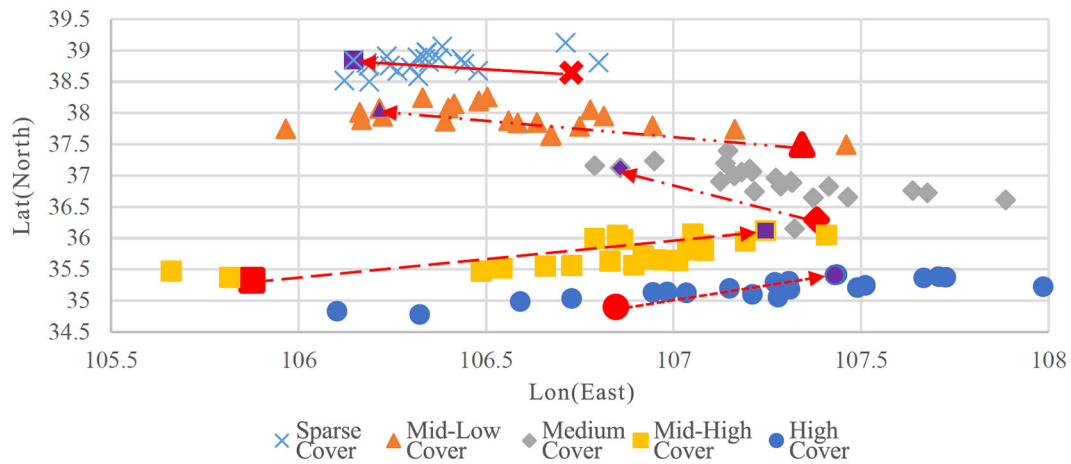 39.5
39
38.5
38
37.5
37
36.5
36
35.5
35
34.5
Lat(North)
105.5 106 106.5 107 107.5 108
Lon(East)
Sparse Cover
Mid-Low Cover
Medium Cover
Mid-High Cover
High Cover